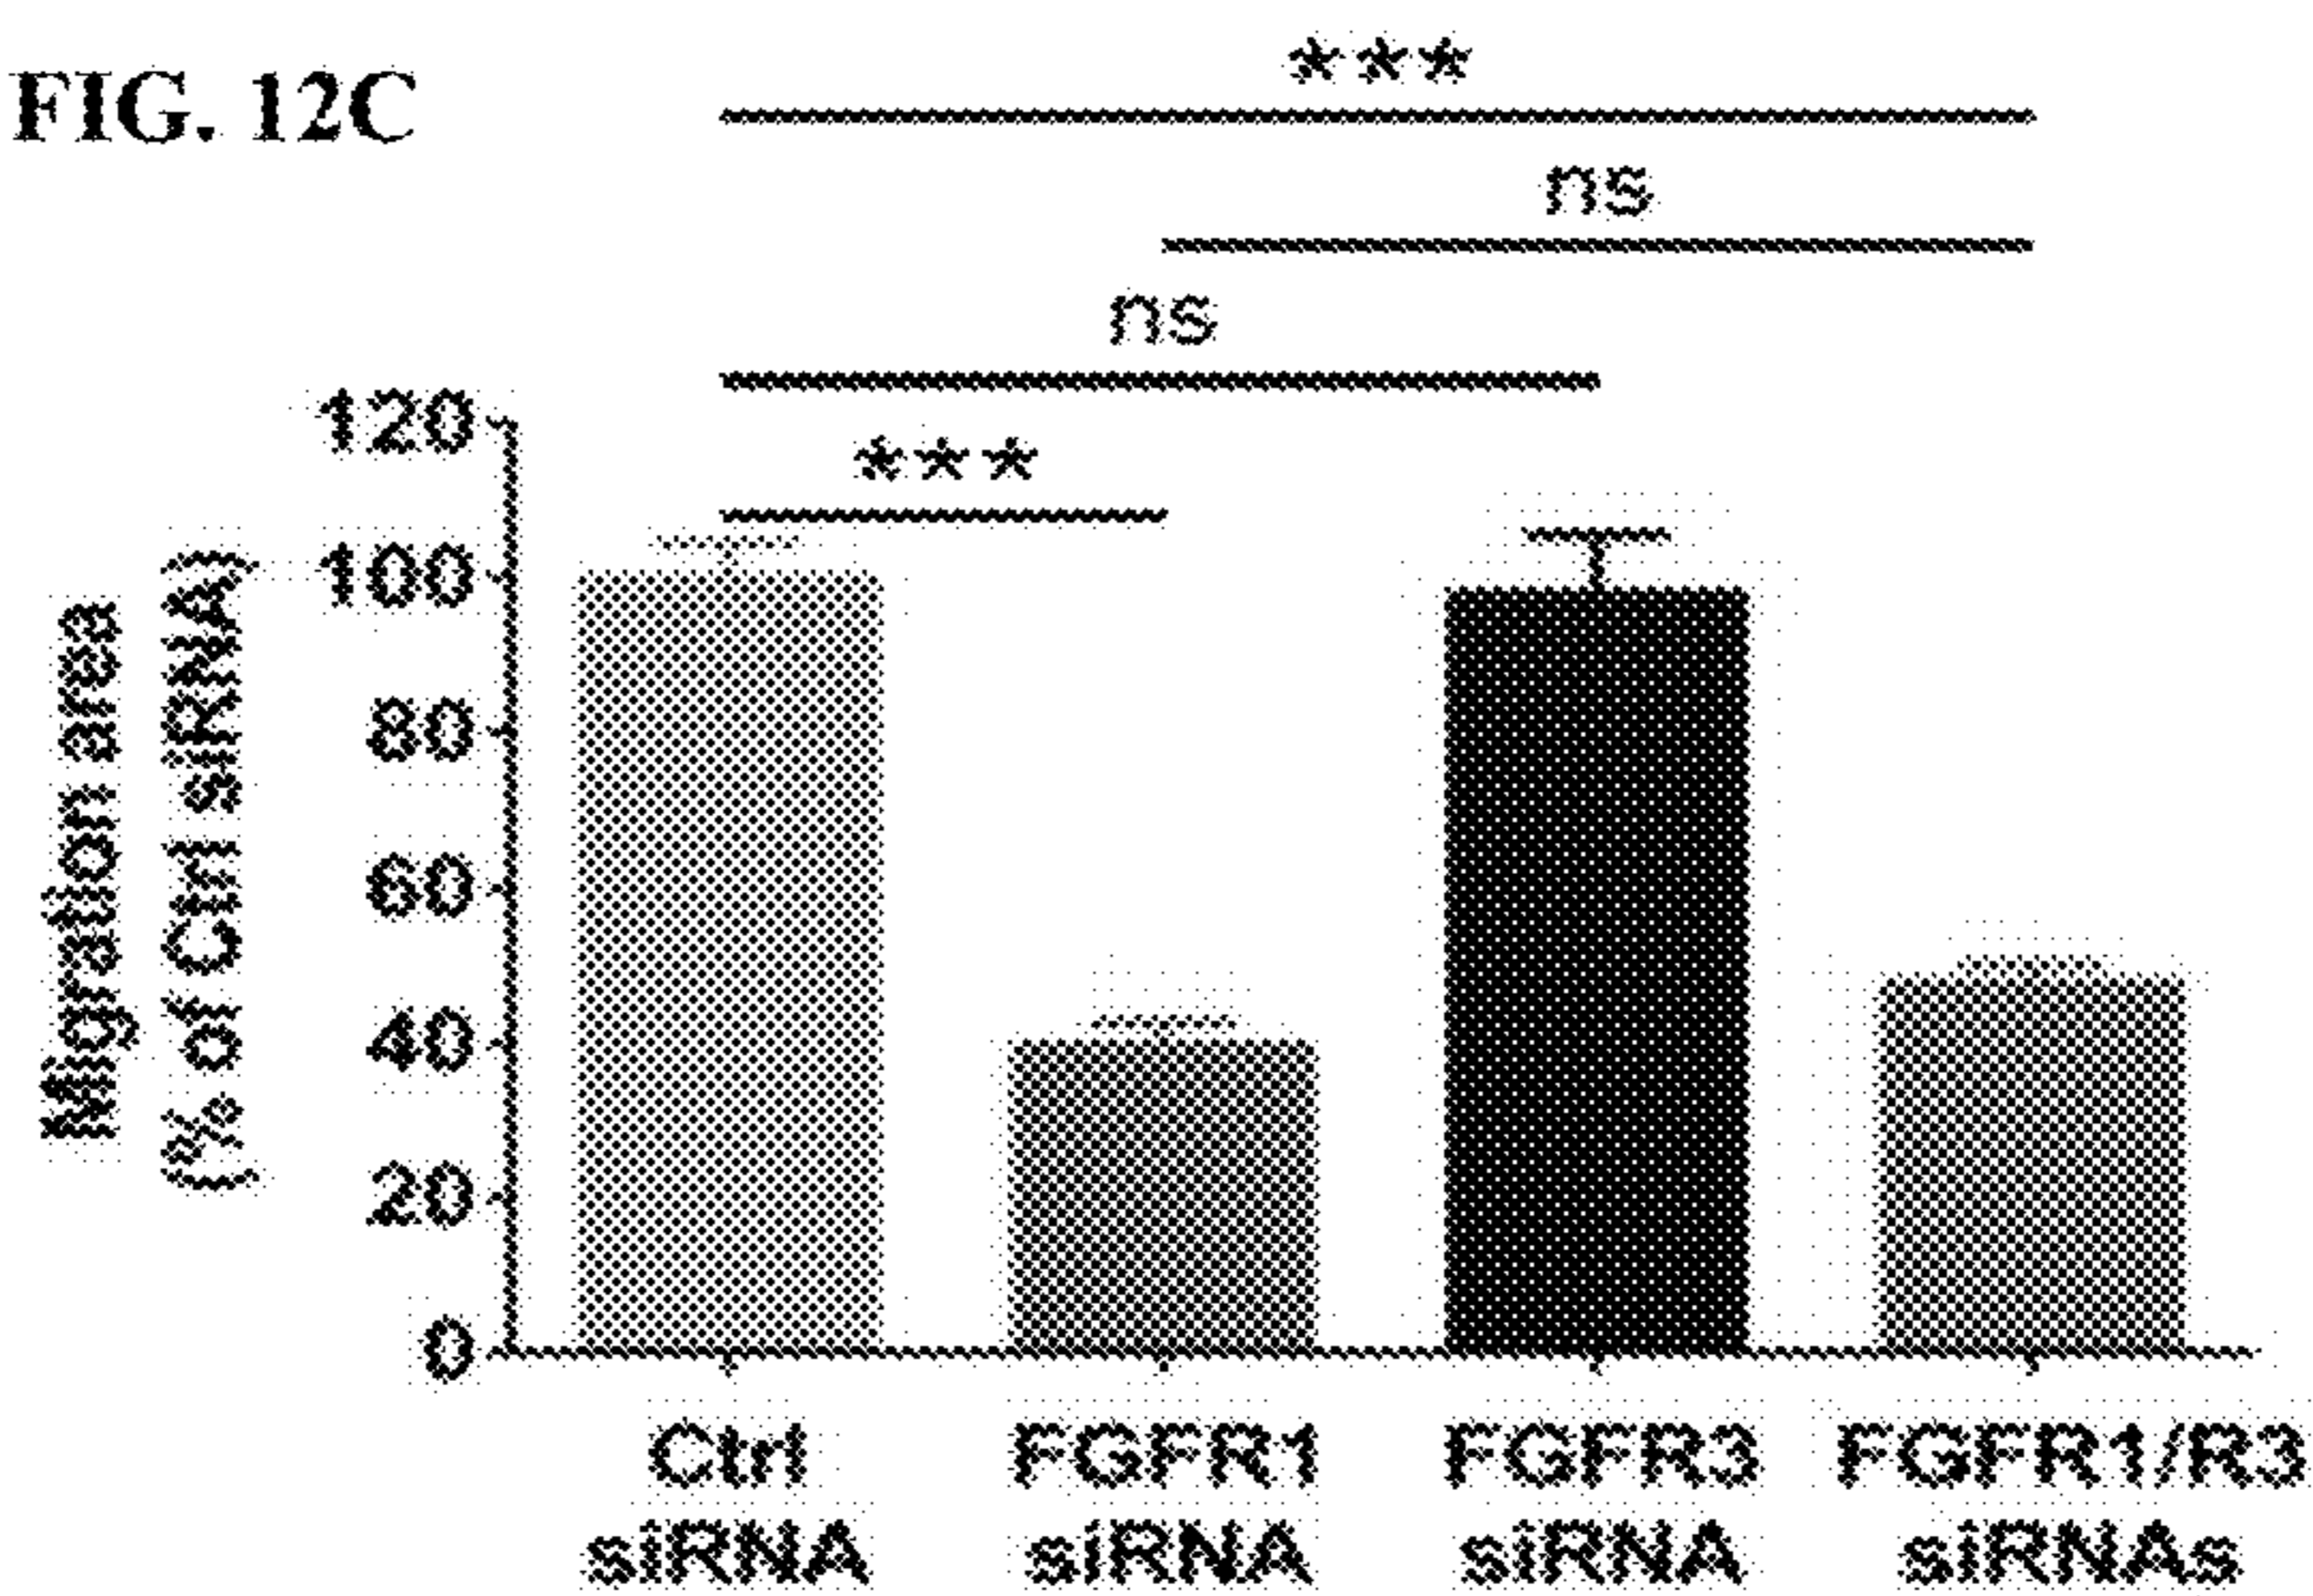 FIG. 12C
***
ns
ns
***
120
100
80
60
40
20
0
Migration area
(% of Ctrl siRNA)
Ctrl
siRNA
FGFR1
siRNA
FGFR3
siRNA
FGFR1/R3
siRNAs